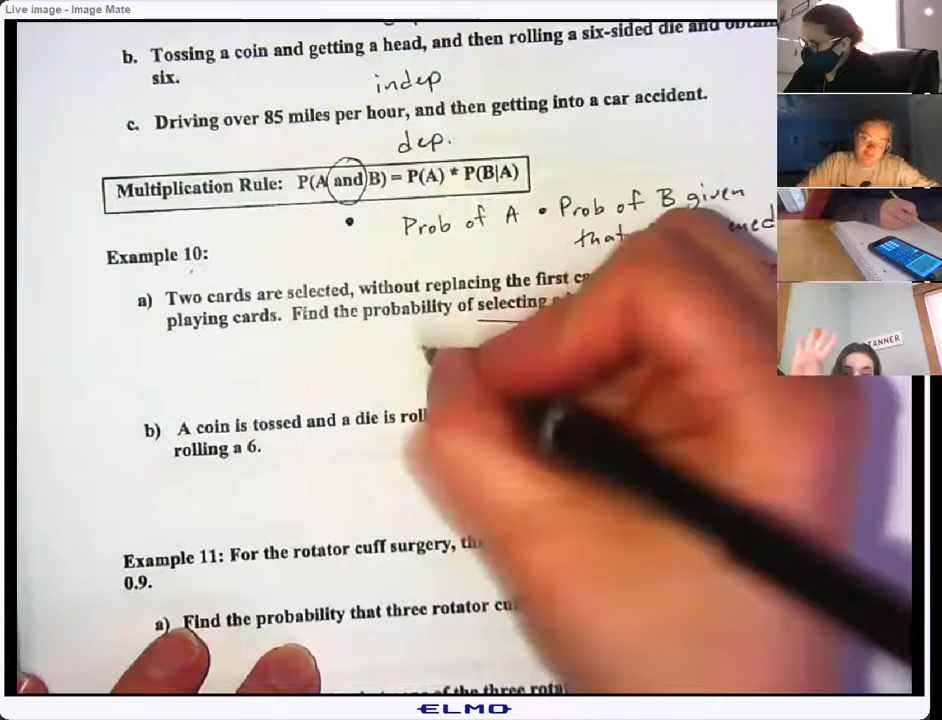 Live image - Image Mate
b. Tossing a coin and getting a head, and then rolling a six-sided die and
six.
indep
c. Driving over 85 miles per hour, and then getting into a car accident.
dep.
Multiplication Rule: P(A and B) = P(A) * P(B|A)
Prob of A • Prob of B given
that
Example 10:
a) Two cards are selected, without replacing the first
playing cards. Find the probability of selecting
b) A coin is tossed and a die is
rolling a 6.
Example 11: For the rotator cuff surgery,
0.9.
a) Find the probability that three rotator
of the three
ELMO
TANNER